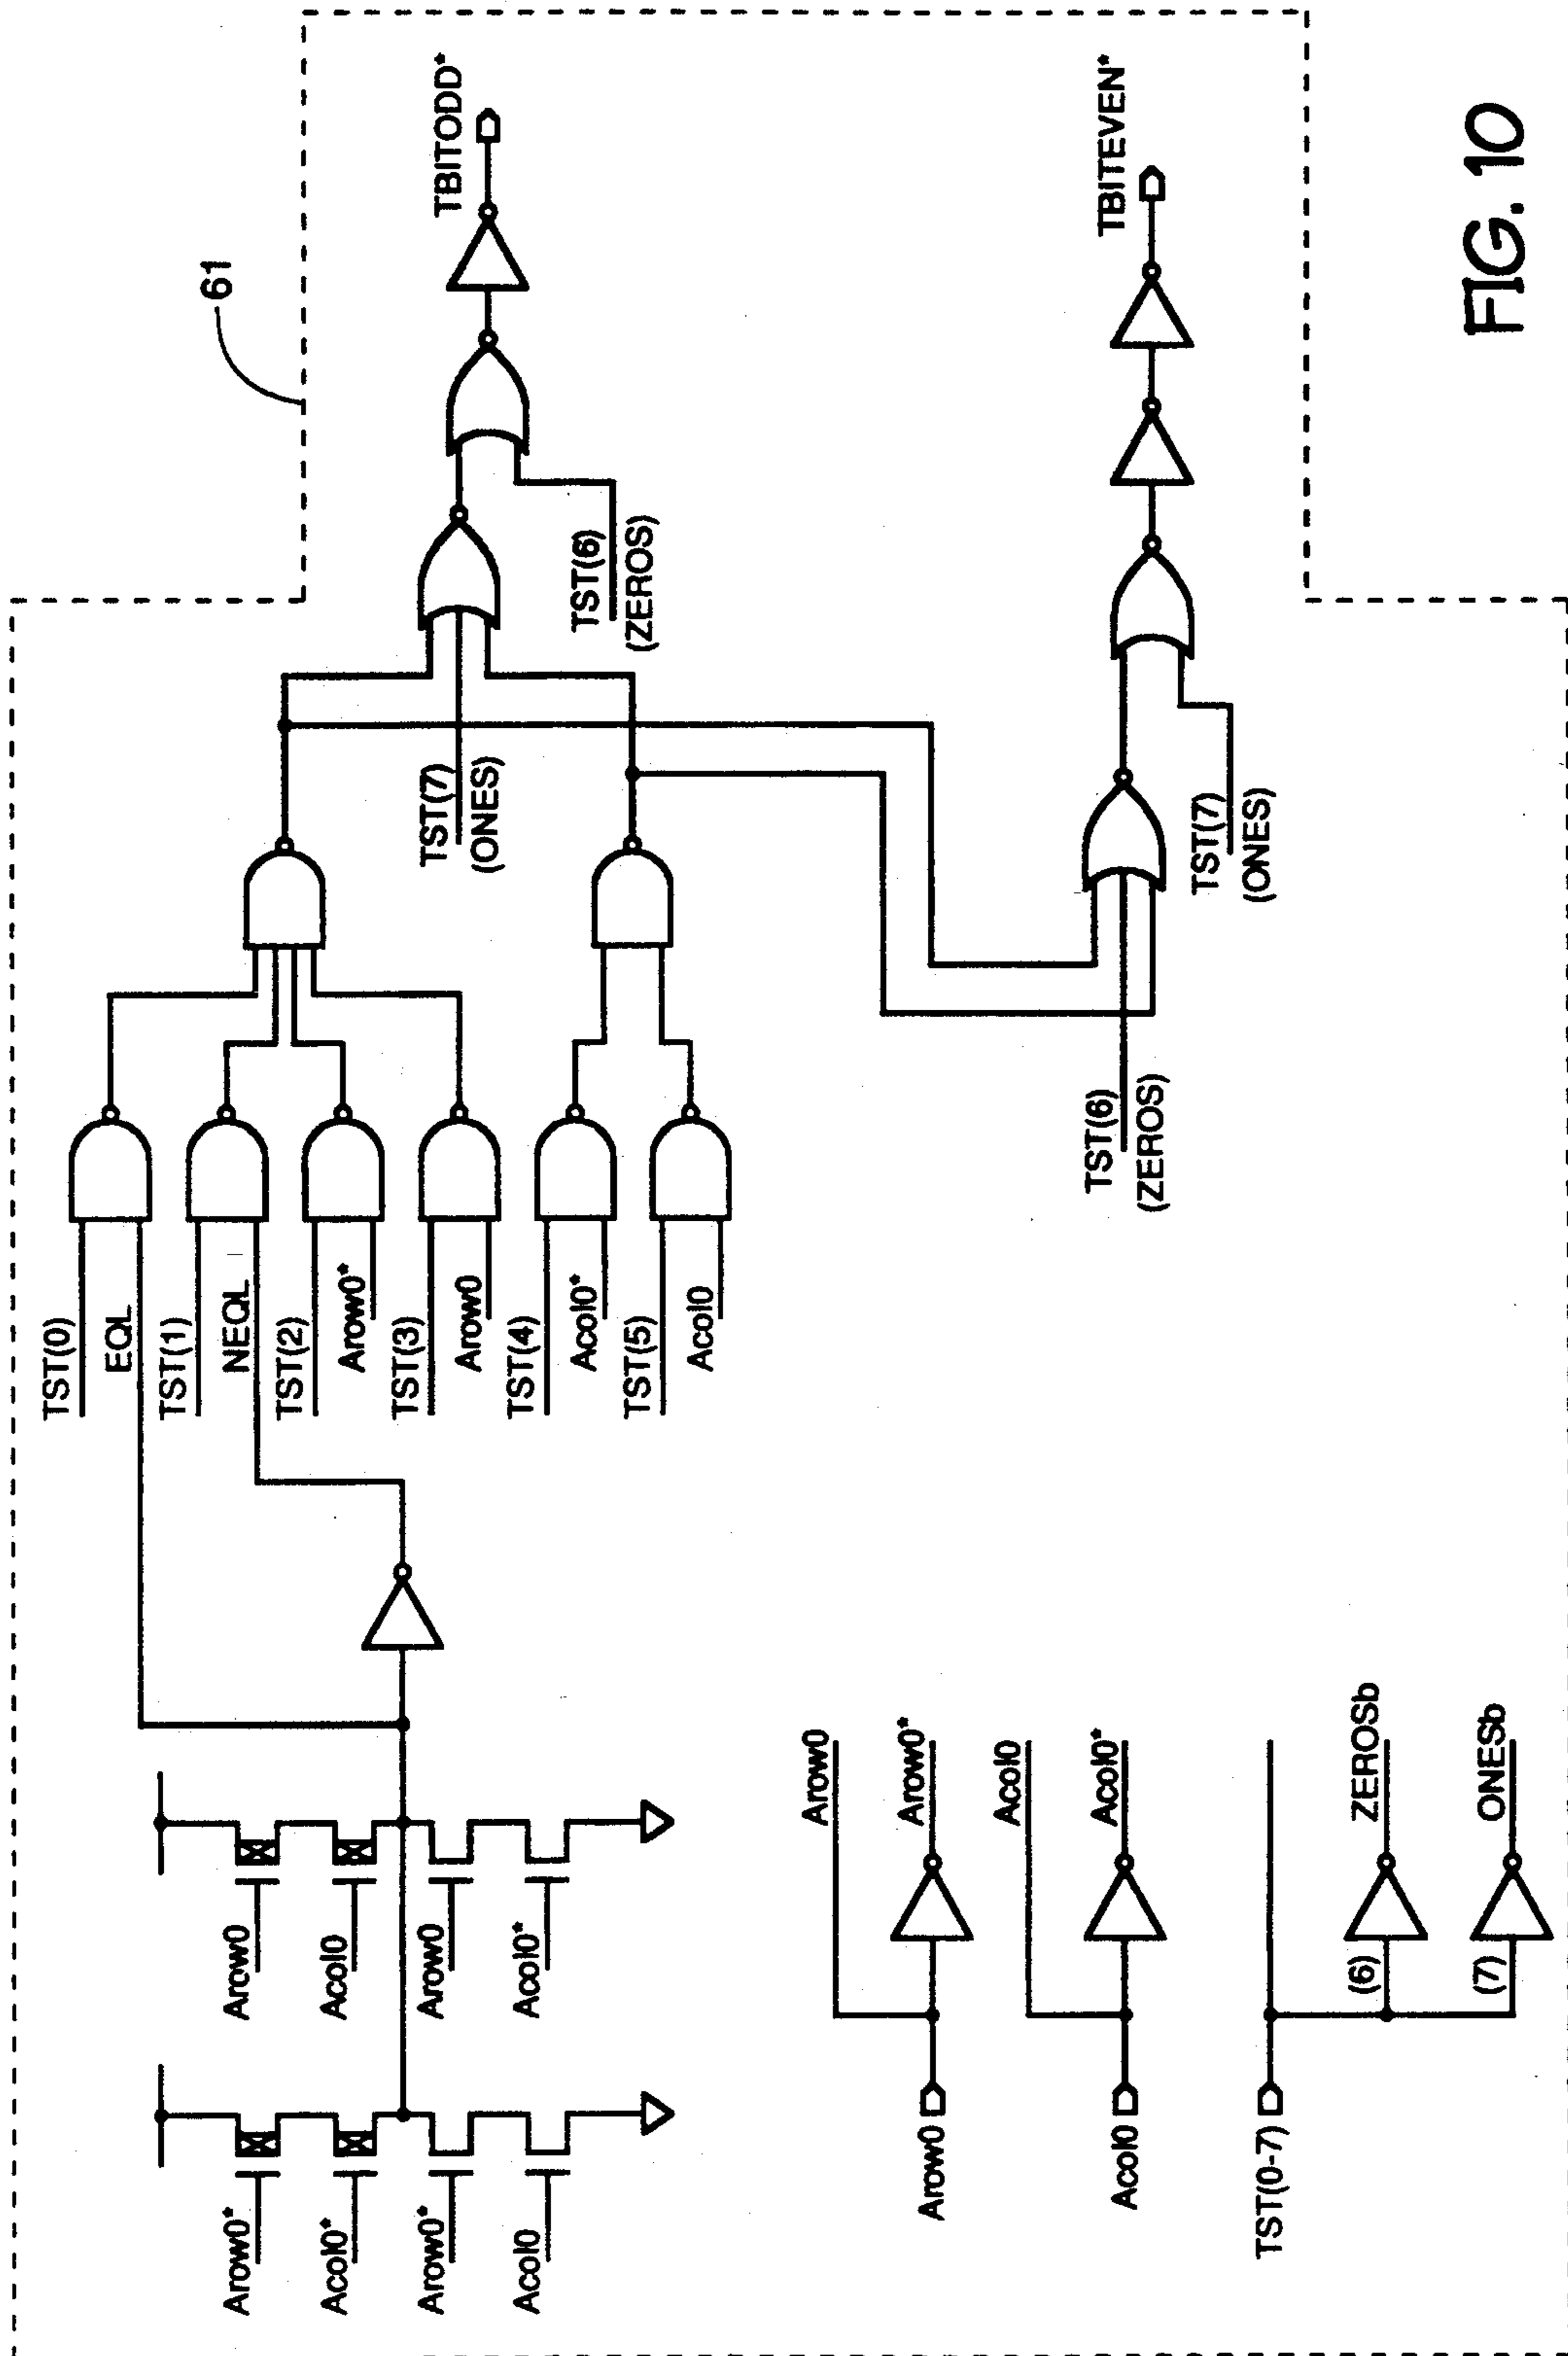 61
TST(0)
EQL
TST(1)
NEQL
TST(2)
Arow0*
TST(3)
Arow0
TST(4)
Acol0*
TST(5)
Acol0
TST(7)
(ONES)
TST(6)
(ZEROS)
TBITODD*
Arow0*
Acol0*
Arow0*
Acol0
Arow0
Acol0
Arow0
Acol0*
Arow0
Arow0
Arow0*
Acol0
Acol0
Acol0*
TST(0-7)
(6)
ZEROSb
(7)
ONESb
TST(6)
(ZEROS)
TST(7)
(ONES)
TBITEVEN*
FIG. 10